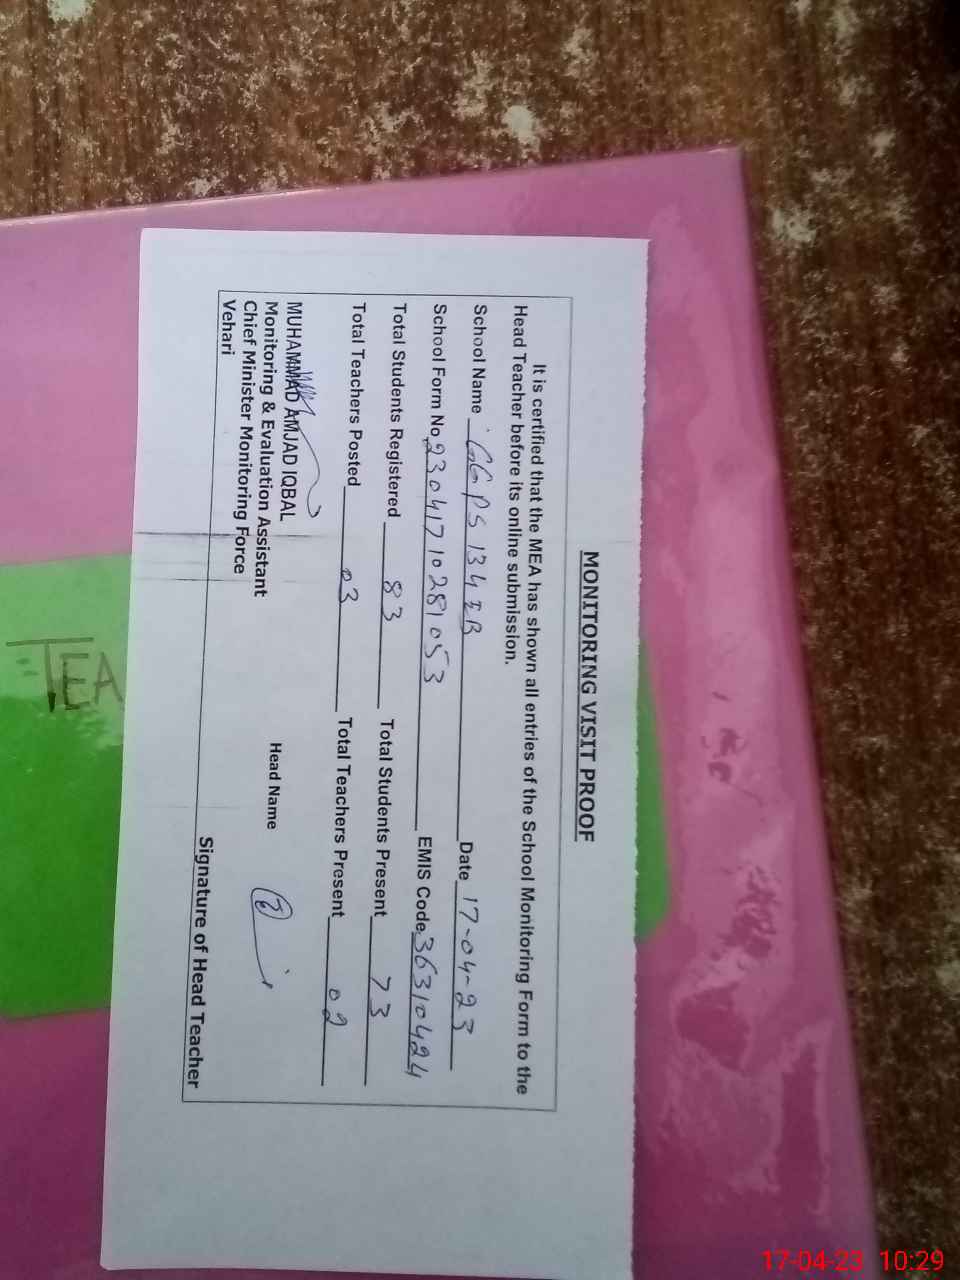 MONITORING VISIT PROOF
It is certified that the MEA has shown all entries of the School Monitoring Form to the
Head Teacher before its online submission.
School Name GGPS 134 EB Date 17-04-23
School Form No. 23041710281053 EMIS Code 36310424
Total Students Registered 83 Total Students Present 73
Total Teachers Posted 03 Total Teachers Present 02
MUHAMMAD AMJAD IQBAL
Monitoring & Evaluation Assistant
Chief Minister Monitoring Force
Vehari
Head Name
Signature of Head Teacher
TEA
17-04-23 10:29